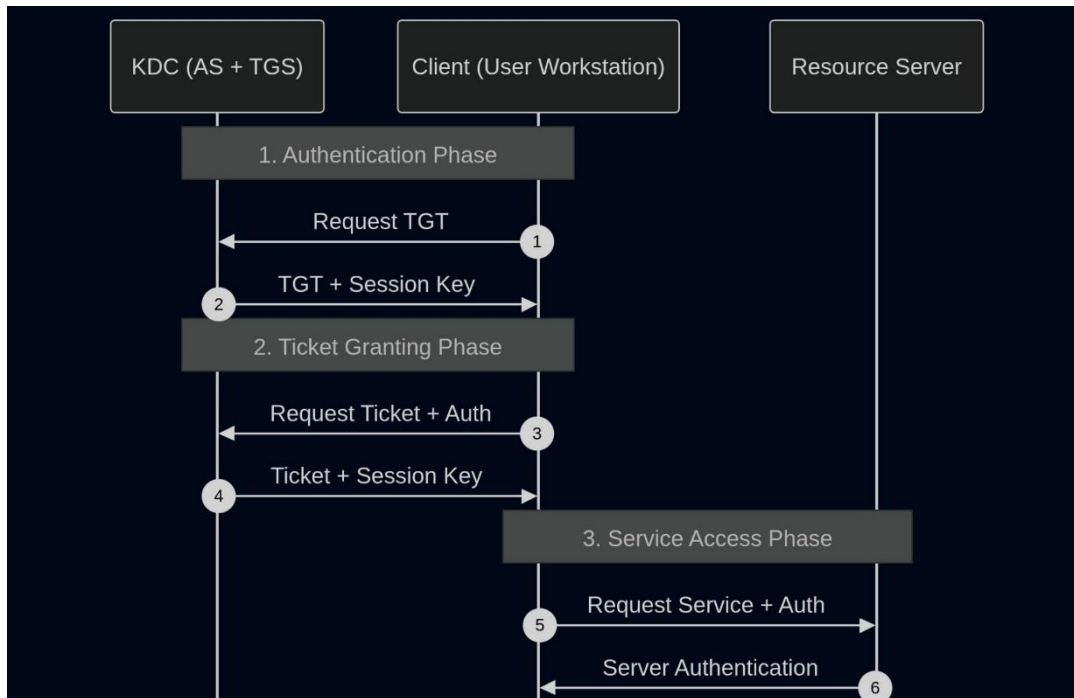 KDC (AS + TGS)
Client (User Workstation)
Resource Server
1. Authentication Phase
Request TGT
1
TGT + Session Key
2
2. Ticket Granting Phase
Request Ticket + Auth
3
Ticket + Session Key
4
3. Service Access Phase
Request Service + Auth
5
Server Authentication
6